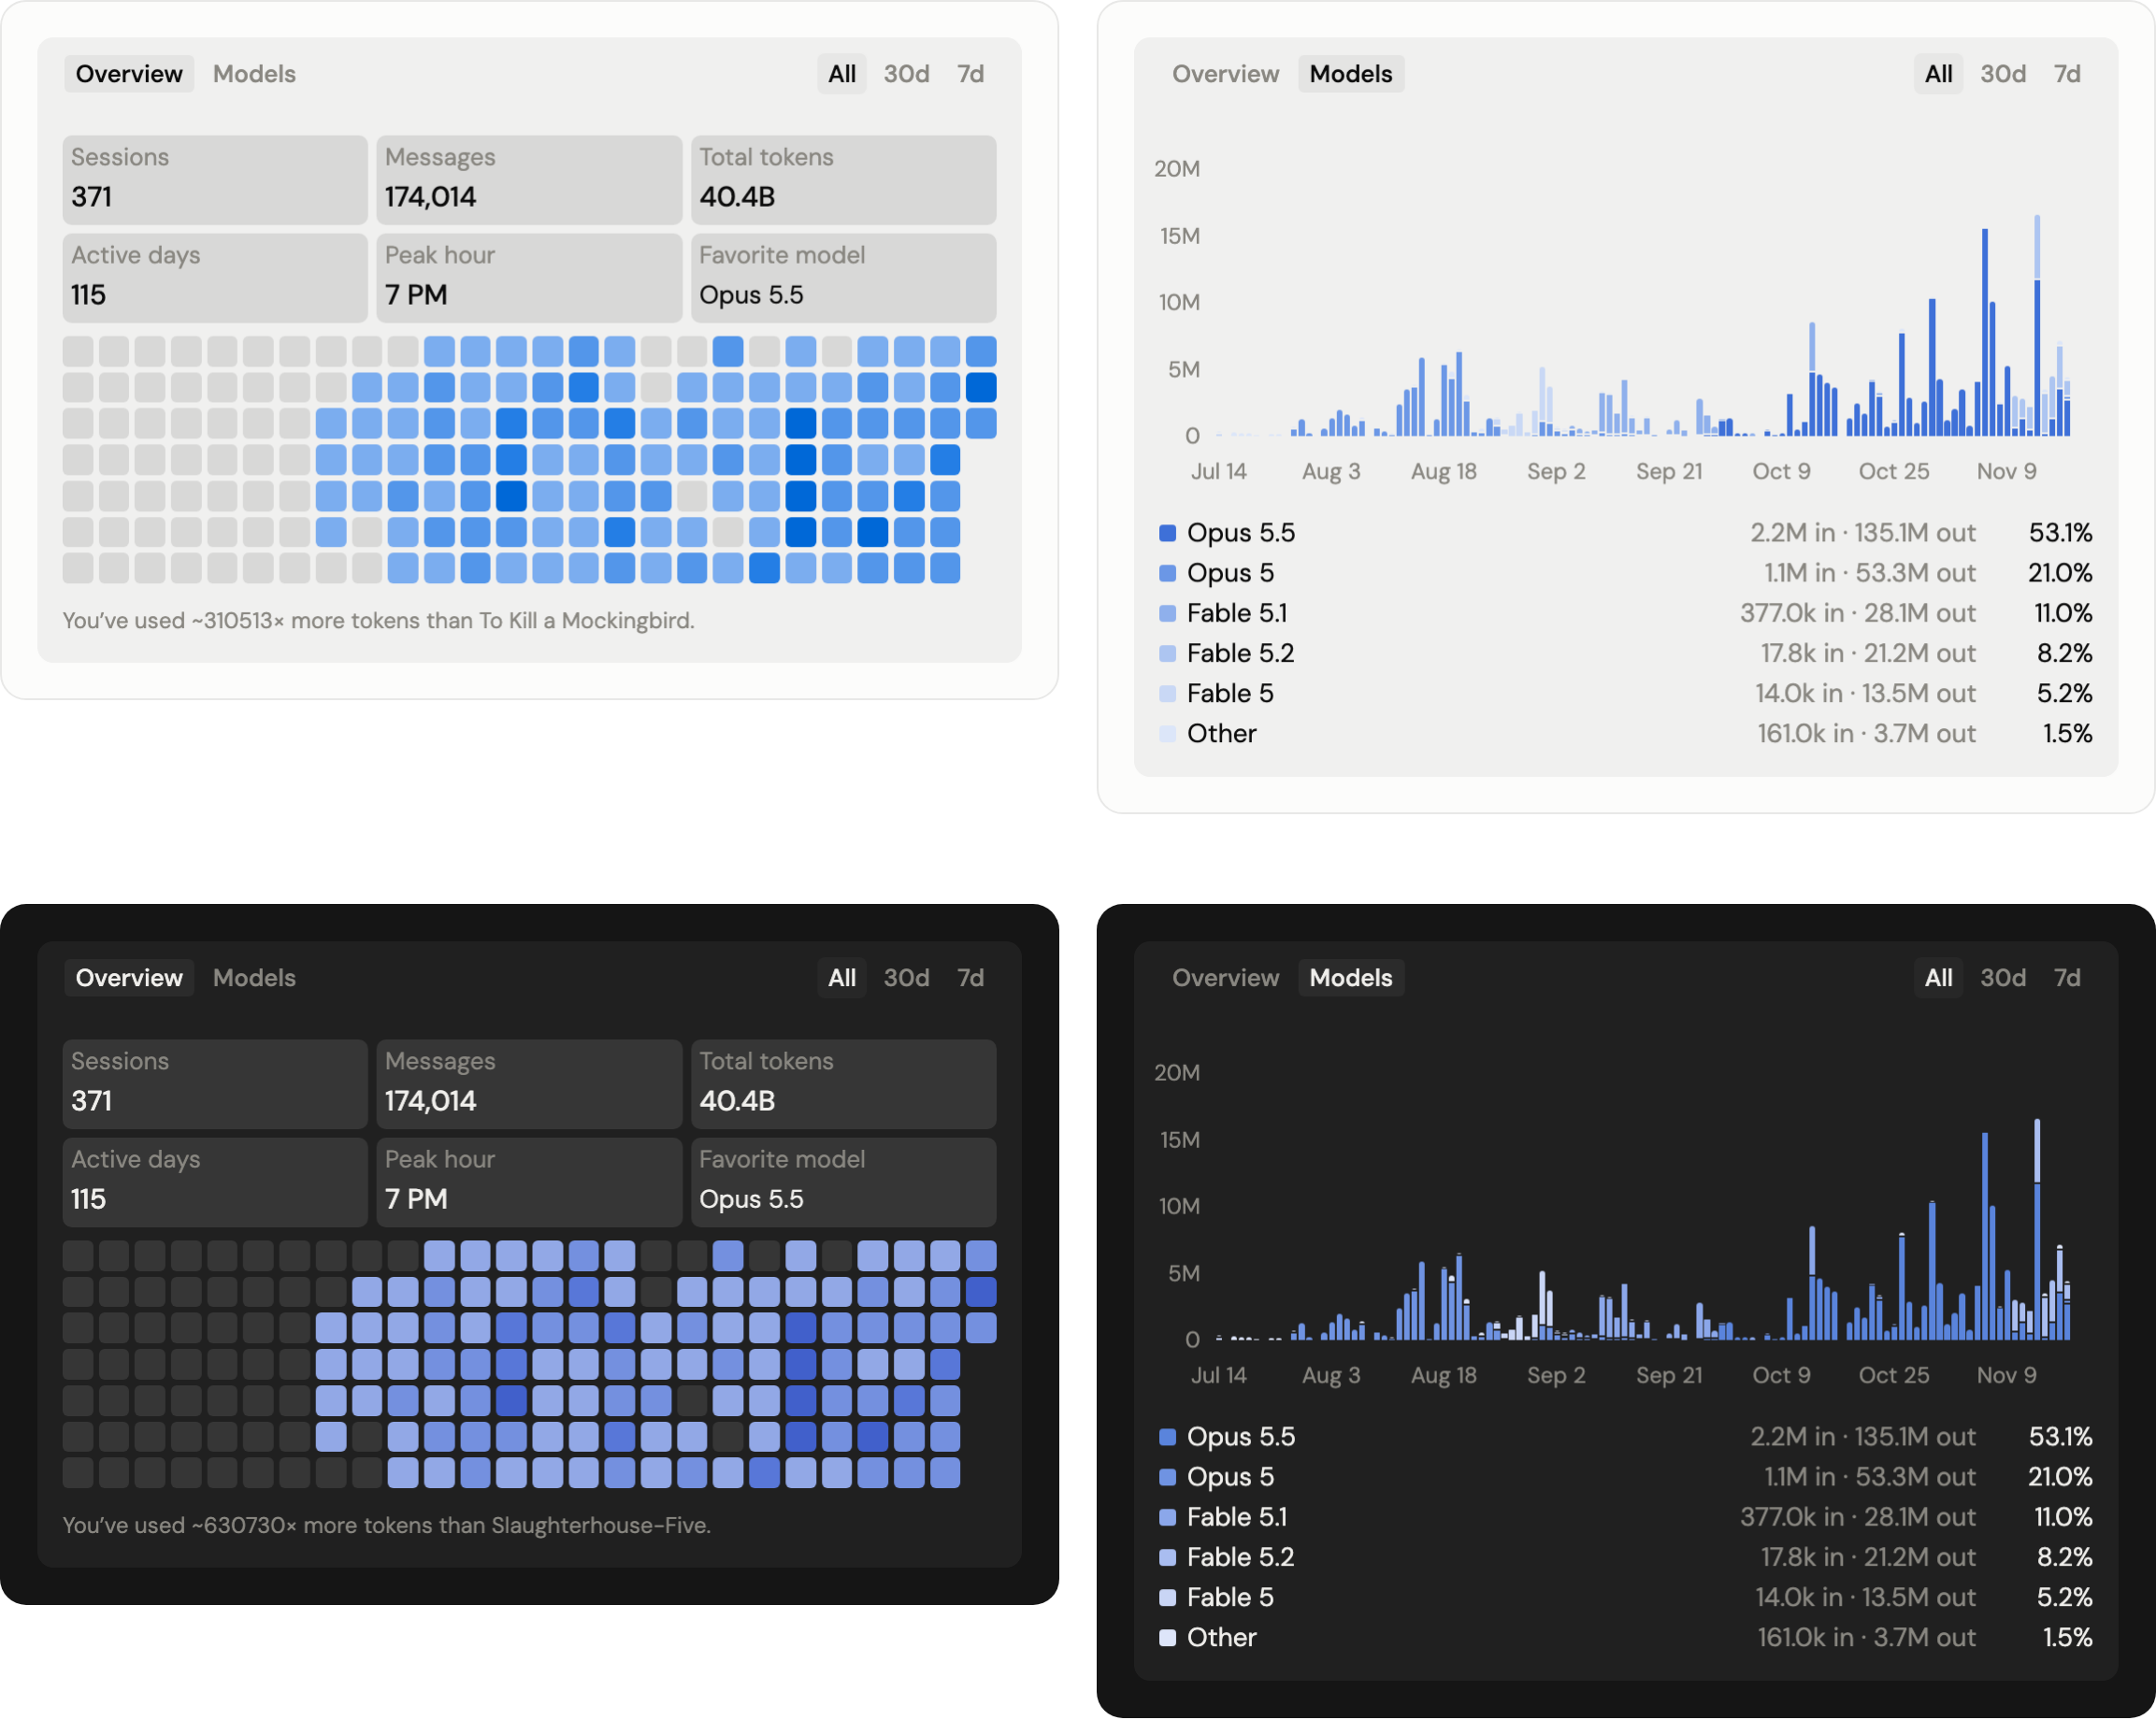 Overview Models All 30d 7d
Sessions Messages Total tokens
371 174,014 40.4B
Active days Peak hour Favorite model
115 7 PM Opus 5.5
You’ve used ~310513× more tokens than To Kill a Mockingbird.
Overview Models All 30d 7d
20M
15M
10M
5M
0
Jul 14 Aug 3 Aug 18 Sep 2 Sep 21 Oct 9 Oct 25 Nov 9
Opus 5.5 2.2M in · 135.1M out 53.1%
Opus 5 1.1M in · 53.3M out 21.0%
Fable 5.1 377.0k in · 28.1M out 11.0%
Fable 5.2 17.8k in · 21.2M out 8.2%
Fable 5 14.0k in · 13.5M out 5.2%
Other 161.0k in · 3.7M out 1.5%
Overview Models All 30d 7d
Sessions Messages Total tokens
371 174,014 40.4B
Active days Peak hour Favorite model
115 7 PM Opus 5.5
You’ve used ~630730× more tokens than Slaughterhouse-Five.
Overview Models All 30d 7d
20M
15M
10M
5M
0
Jul 14 Aug 3 Aug 18 Sep 2 Sep 21 Oct 9 Oct 25 Nov 9
Opus 5.5 2.2M in · 135.1M out 53.1%
Opus 5 1.1M in · 53.3M out 21.0%
Fable 5.1 377.0k in · 28.1M out 11.0%
Fable 5.2 17.8k in · 21.2M out 8.2%
Fable 5 14.0k in · 13.5M out 5.2%
Other 161.0k in · 3.7M out 1.5%